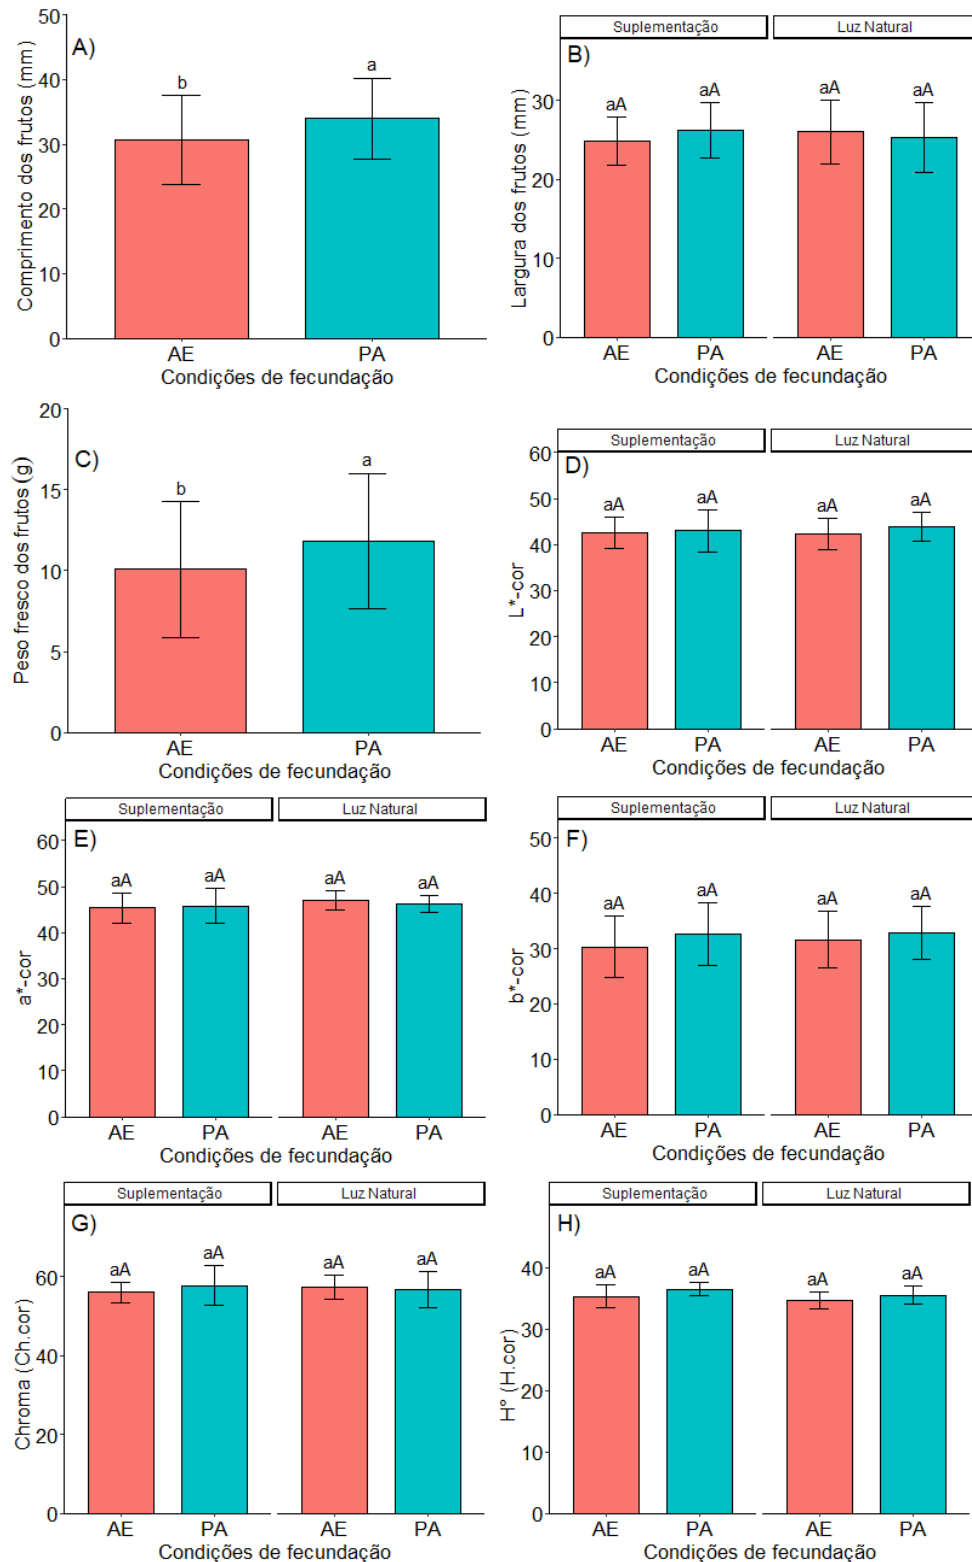 A)
Comprimento dos frutos (mm)
50
40
30
20
10
0
b
a
AE
PA
Condições de fecundação
B)
Suplementação
Luz Natural
Largura dos frutos (mm)
30
20
10
0
aA
aA
aA
aA
AE
PA
AE
PA
Condições de fecundação
C)
Peso fresco dos frutos (g)
20
15
10
5
0
b
a
AE
PA
Condições de fecundação
D)
Suplementação
Luz Natural
L*-cor
60
50
40
30
20
10
0
aA
aA
aA
aA
AE
PA
AE
PA
Condições de fecundação
E)
Suplementação
Luz Natural
a*-cor
60
50
40
30
20
10
0
aA
aA
aA
aA
AE
PA
AE
PA
Condições de fecundação
F)
Suplementação
Luz Natural
b*-cor
50
40
30
20
10
0
aA
aA
aA
aA
AE
PA
AE
PA
Condições de fecundação
G)
Suplementação
Luz Natural
Chroma (Ch.cor)
60
40
20
0
aA
aA
aA
aA
AE
PA
AE
PA
Condições de fecundação
H)
Suplementação
Luz Natural
H° (H.cor)
40
30
20
10
0
aA
aA
aA
aA
AE
PA
AE
PA
Condições de fecundação